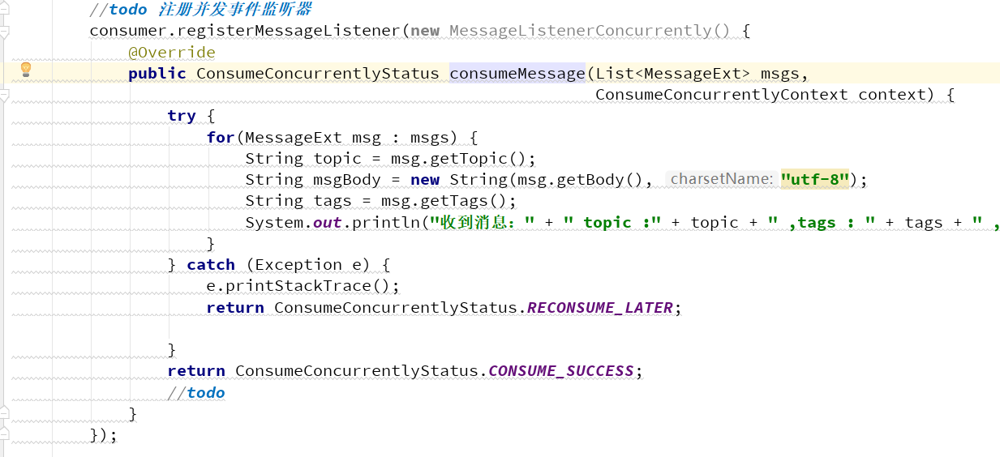 //todo 注册并发事件监听器
consumer.registerMessageListener(new MessageListenerConcurrently() {
@Override
public ConsumeConcurrentlyStatus consumeMessage(List<MessageExt> msgs,
ConsumeConcurrentlyContext context) {
try {
for(MessageExt msg : msgs) {
String topic = msg.getTopic();
String msgBody = new String(msg.getBody(), charsetName: "utf-8");
String tags = msg.getTags();
System.out.println("收到消息：" + " topic :" + topic + " ,tags : " + tags + " ,
}
} catch (Exception e) {
e.printStackTrace();
return ConsumeConcurrentlyStatus.RECONSUME_LATER;
}
return ConsumeConcurrentlyStatus.CONSUME_SUCCESS;
//todo
}
});